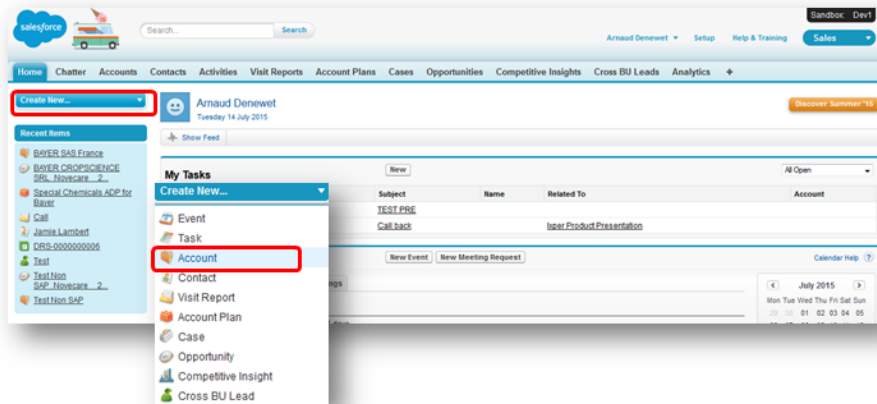 Sandbox: Dev1
salesforce
Search...
Search
Arnaud Denewet
Setup
Help & Training
Sales
Home Chatter Accounts Contacts Activities Visit Reports Account Plans Cases Opportunities Competitive Insights Cross BU Leads Analytics +
Create New...
Arnaud Denewet
Tuesday 14 July 2015
Discover Summer '15
Show Feed
Recent Items
BAYER SAS France
BAYER CROPSCIENCE
SRL_Novecare_ 2...
Special Chemicals ADP for
Bayer
Call
Jamie Lambert
DRS-0000000006
Test
Test Non
SAP_Novecare_ 2...
Test Non SAP
My Tasks
New
All Open
Subject Name Related To Account
TEST PRE
Call back Isper Product Presentation
New Event New Meeting Request
Calendar Help ?
July 2015
Mon Tue Wed Thu Fri Sat Sun
29 30 01 02 03 04 05
Create New...
Event
Task
Account
Contact
Visit Report
Account Plan
Case
Opportunity
Competitive Insight
Cross BU Lead